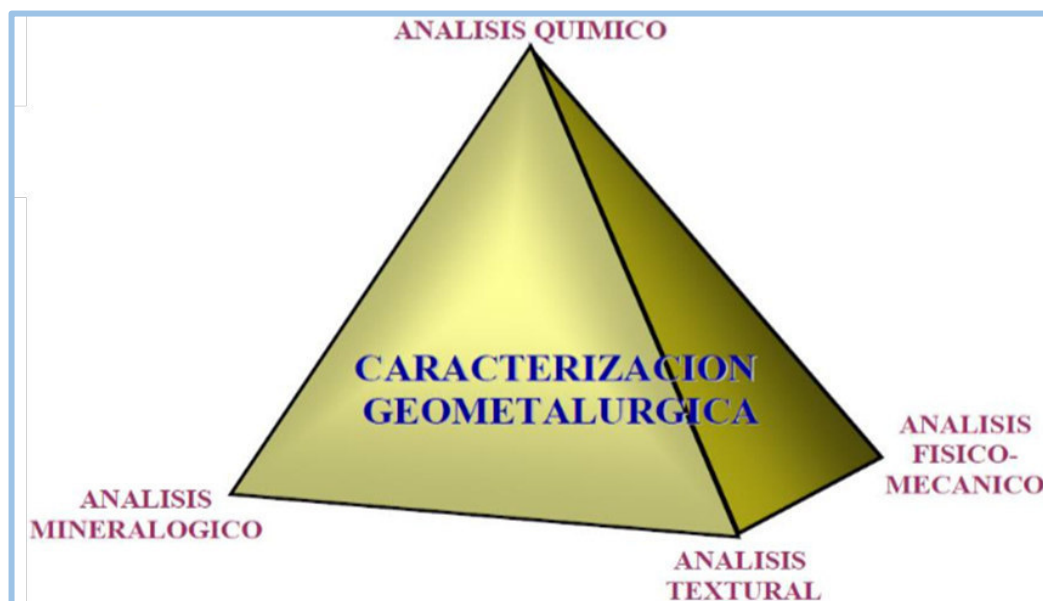 ANALISIS QUIMICO
CARACTERIZACION
GEOMETALURGICA
ANALISIS
MINERALOGICO
ANALISIS
FISICO-
MECANICO
ANALISIS
TEXTURAL